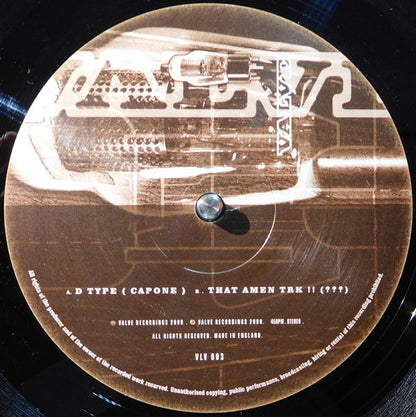 VALVE
A. D TYPE ( CAPONE ) B. THAT AMEN TRK !! (???)
℗ VALVE RECORDINGS 2000 . © VALVE RECORDINGS 2000. 45RPM. STEREO .
ALL RIGHTS RESERVED. MADE IN ENGLAND.
VLV 003
All rights of the producer and of the owner of the recorded work reserved. Unauthorised copying, public performance, broadcasting, hiring or rental of this recording prohibited.